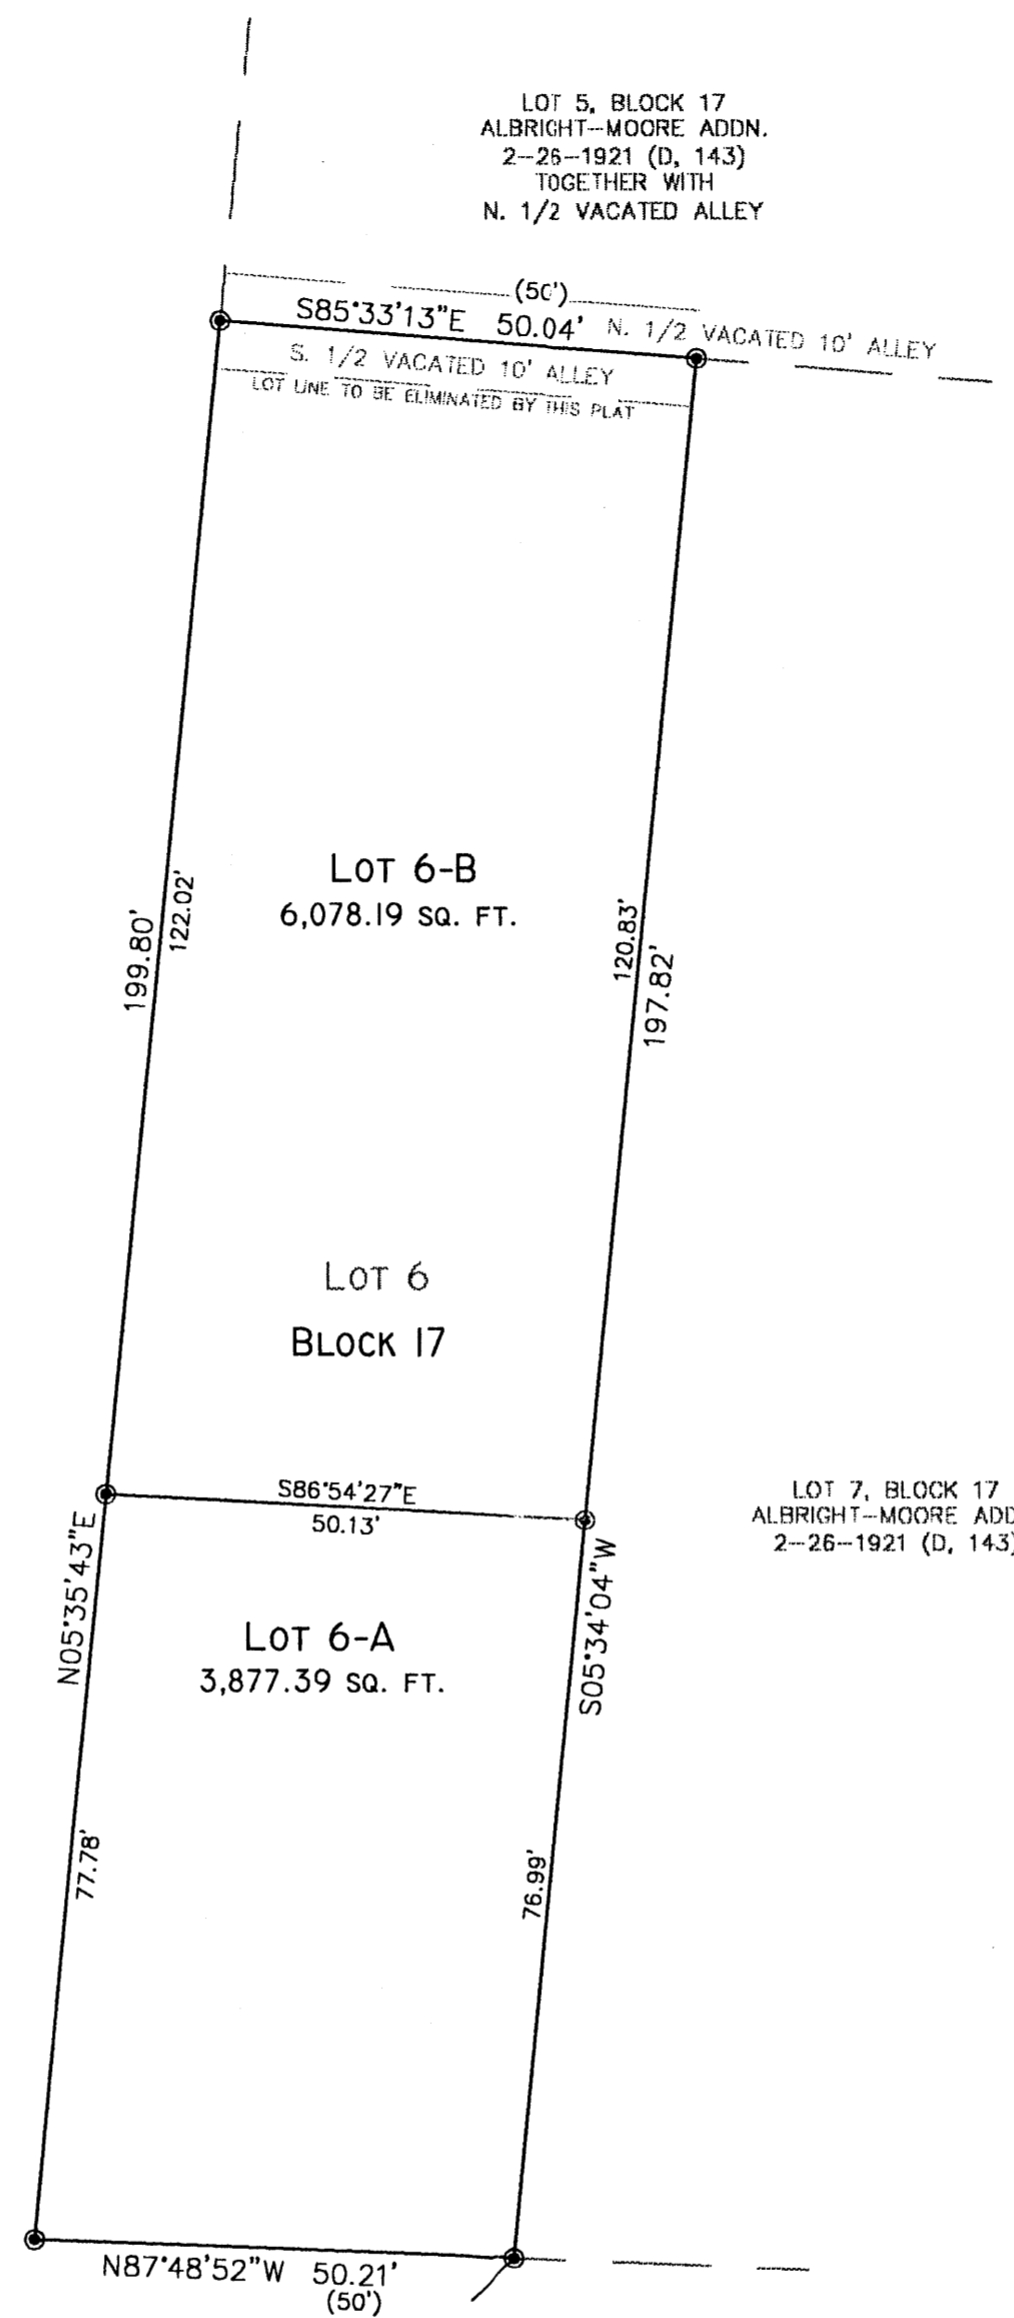 LOT 5, BLOCK 17
ALBRIGHT--MOORE ADDN.
2--26--1921 (D, 143)
TOGETHER WITH
N. 1/2 VACATED ALLEY
(50')
S85°33'13"E 50.04'
N. 1/2 VACATED 10' ALLEY
S. 1/2 VACATED 10' ALLEY
LOT LINE TO BE ELIMINATED BY THIS PLAT
LOT 6-B
6,078.19 SQ. FT.
199.80'
122.02'
120.83'
197.82'
LOT 6
BLOCK 17
S86°54'27"E
50.13'
LOT 7, BLOCK 17
ALBRIGHT--MOORE ADD
2--26--1921 (D, 143)
N05°35'43"E
S05°34'04"W
LOT 6-A
3,877.39 SQ. FT.
77.78'
76.99'
N87°48'52"W 50.21'
(50')